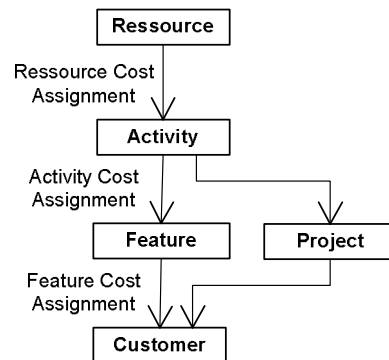 Ressource
Ressource Cost
Assignment
Activity
Activity Cost
Assignment
Feature
Project
Feature Cost
Assignment
Customer